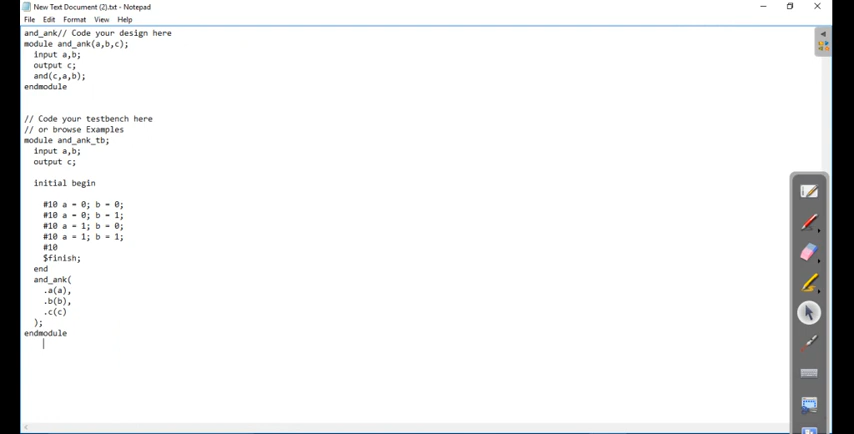 New Text Document (2).txt - Notepad
File Edit Format View Help
and_ank// Code your design here
module and_ank(a,b,c);
  input a,b;
  output c;
  and(c,a,b);
endmodule
// Code your testbench here
// or browse Examples
module and_ank_tb;
  input a,b;
  output c;
  initial begin
    #10 a = 0; b = 0;
    #10 a = 0; b = 1;
    #10 a = 1; b = 0;
    #10 a = 1; b = 1;
    #10
    $finish;
  end
  and_ank(
    .a(a),
    .b(b),
    .c(c)
  );
endmodule